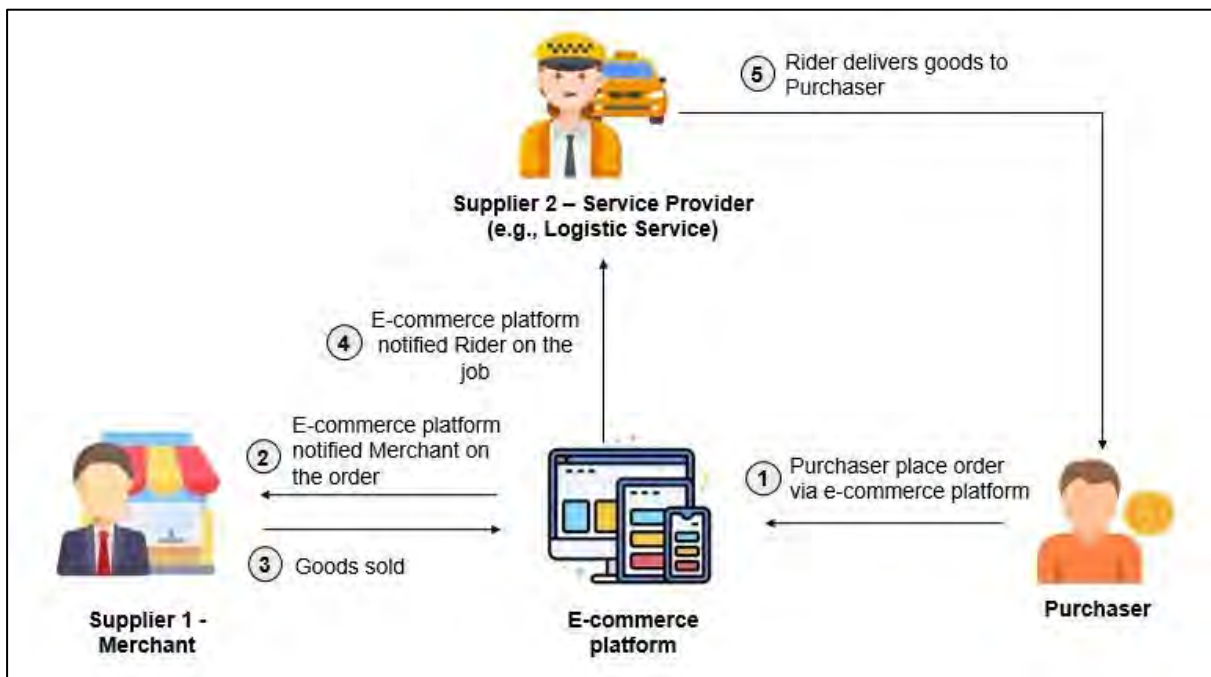 5 Rider delivers goods to
Purchaser
Supplier 2 – Service Provider
(e.g., Logistic Service)
E-commerce platform
4 notified Rider on the
job
E-commerce platform
2 notified Merchant on
the order
1 Purchaser place order
via e-commerce platform
3 Goods sold
Supplier 1 -
Merchant
E-commerce
platform
Purchaser